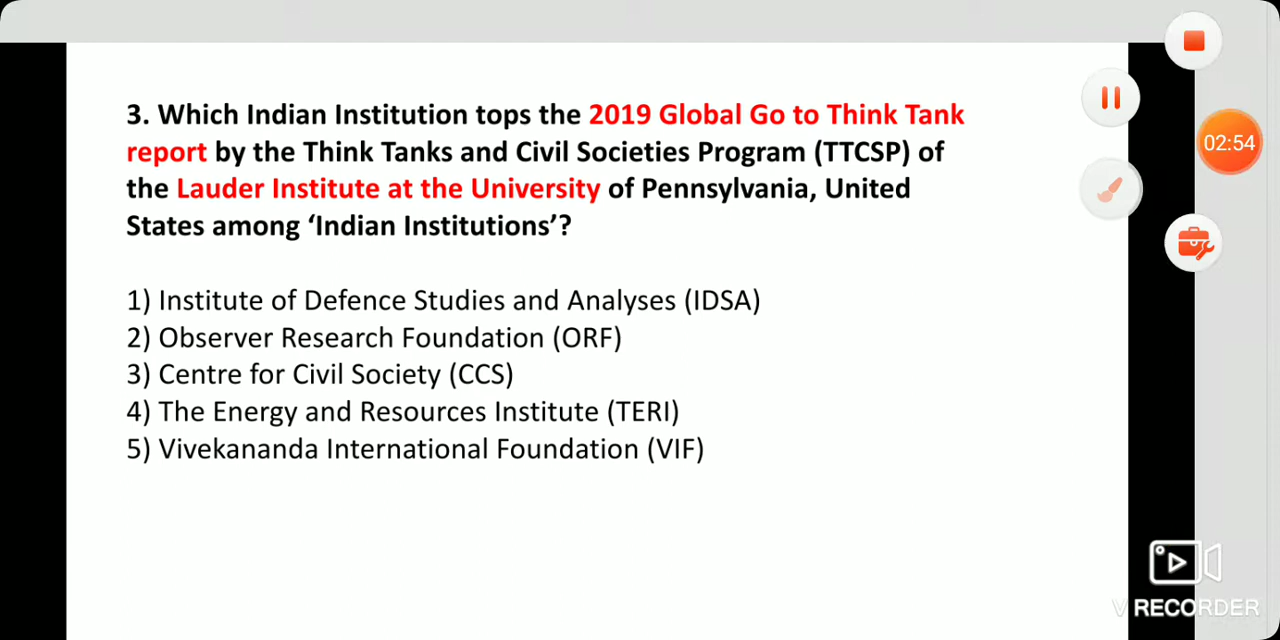 3. Which Indian Institution tops the 2019 Global Go to Think Tank
report by the Think Tanks and Civil Societies Program (TTCSP) of
the Lauder Institute at the University of Pennsylvania, United
States among ‘Indian Institutions’?
1) Institute of Defence Studies and Analyses (IDSA)
2) Observer Research Foundation (ORF)
3) Centre for Civil Society (CCS)
4) The Energy and Resources Institute (TERI)
5) Vivekananda International Foundation (VIF)
02:54
V RECORDER